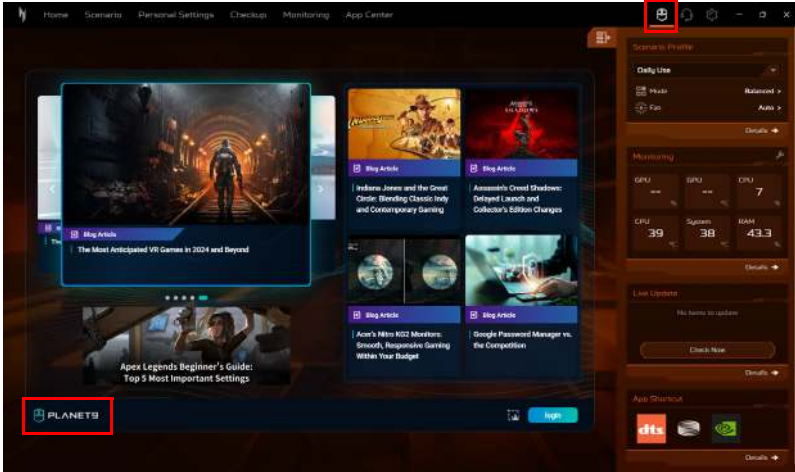 Home Scenario Personal Settings Checkup Monitoring App Center
Blog Article
The Most Anticipated VR Games in 2024 and Beyond
Apex Legends Beginner's Guide:
Top 5 Most Important Settings
Blog Article
Indiana Jones and the Great
Circle: Blending Classic Indy
and Contemporary Gaming
ASSASSIN'S CREED
SHADOWS
Blog Article
Assassin's Creed Shadows:
Delayed Launch and
Collector's Edition Changes
Blog Article
Acer's Nitro KG2 Monitors:
Smooth, Responsive Gaming
Within Your Budget
Blog Article
Google Password Manager vs.
the Competition
PLANET9
login
Scenario Profile
Daily Use
Mode Balanced >
Fan Auto >
Details
Monitoring
GPU GPU CPU
-- -- 7
CPU System RAM
39 38 43.3
°C °C %
Details
Live Update
No items to update
Check Now
Details
App Shortcut
dts
Details